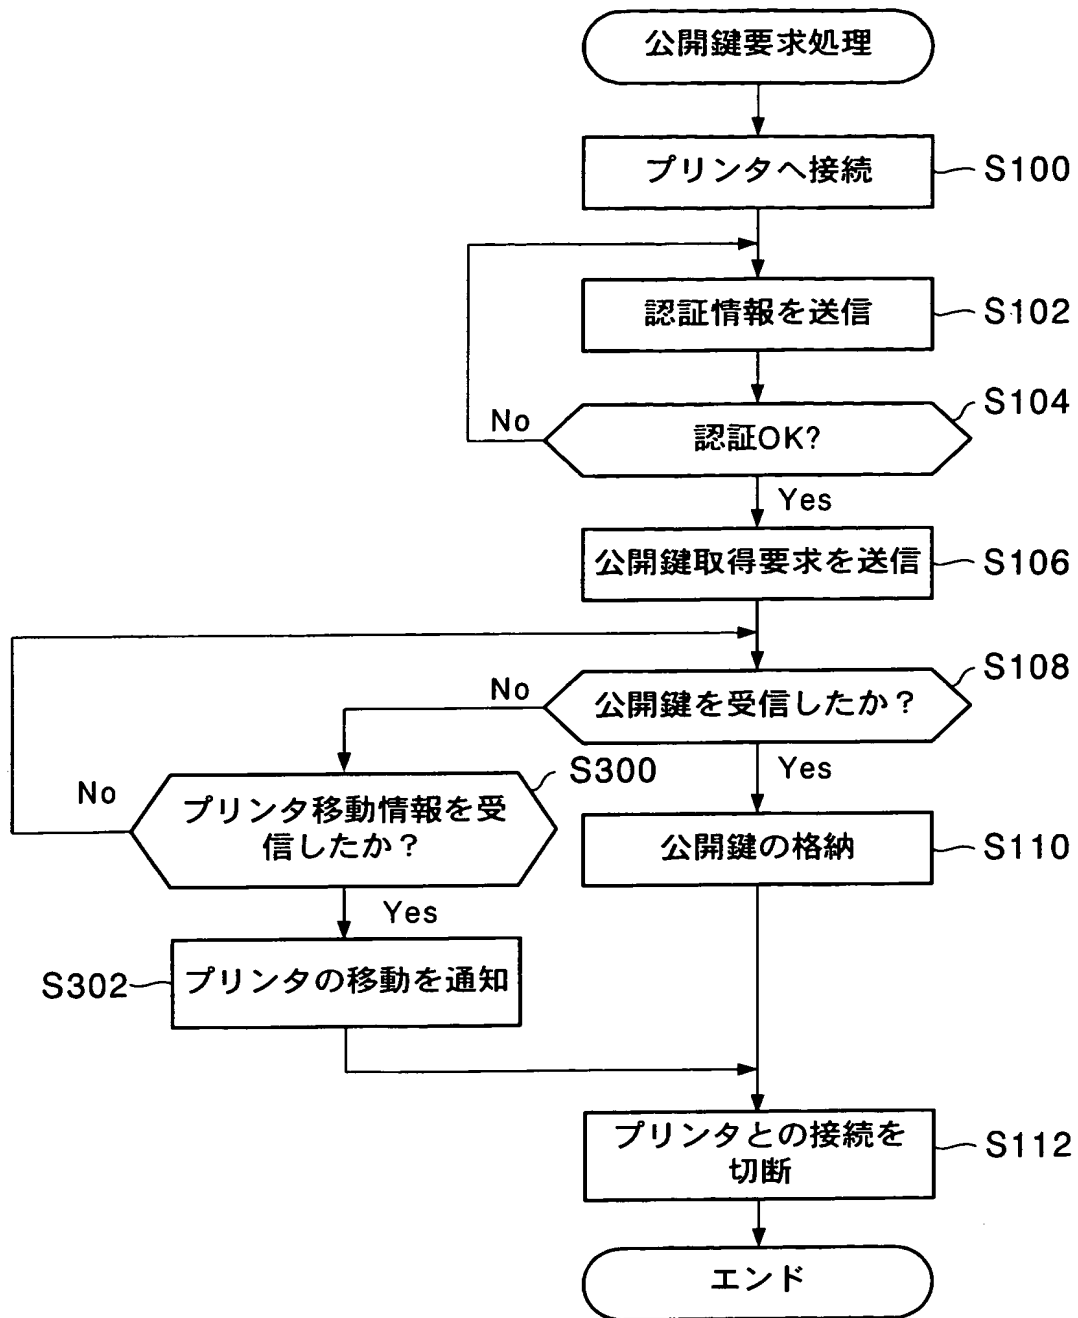 公開鍵要求処理
プリンタへ接続
S100
認証情報を送信
S102
S104
No
認証OK?
Yes
公開鍵取得要求を送信
S106
S108
No
公開鍵を受信したか？
Yes
S300
No
プリンタ移動情報を受
信したか？
公開鍵の格納
S110
Yes
S302
プリンタの移動を通知
プリンタとの接続を
切断
S112
エンド